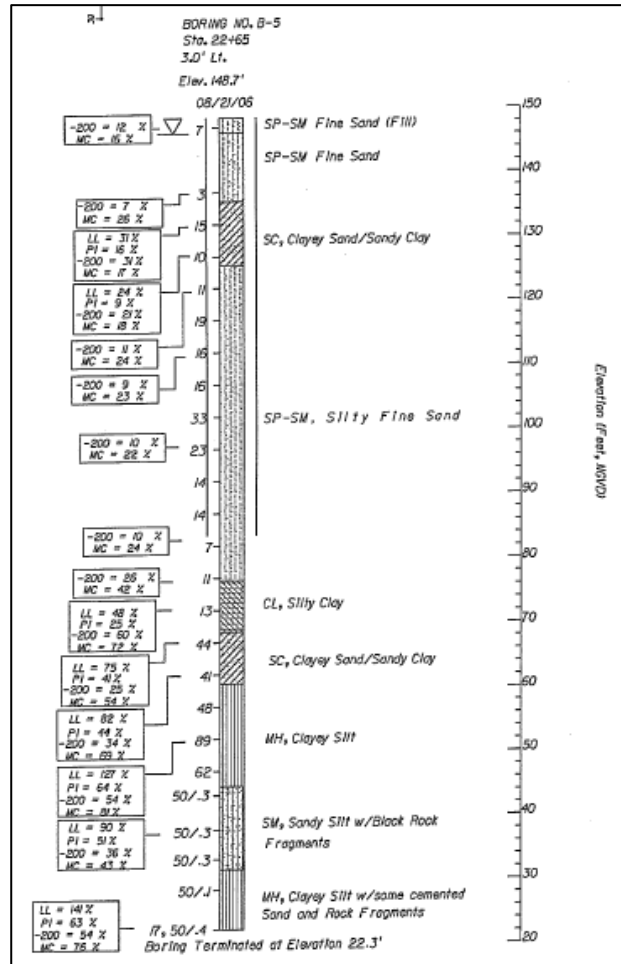 R
BORING NO. B-5
Sta. 22+65
3.0' Lt.
Elev. 148.7'
08/21/06
-200 = 12 %
MC = 16 %
7
SP-SM Fine Sand (Fill)
SP-SM Fine Sand
3
-200 = 7 %
MC = 26 %
15
SC, Clayey Sand/Sandy Clay
LL = 31 %
PI = 16 %
-200 = 31 %
MC = 17 %
10
LL = 24 %
PI = 9 %
-200 = 21 %
MC = 18 %
11
19
-200 = 11 %
MC = 24 %
16
-200 = 9 %
MC = 23 %
16
33
SP-SM, Silty Fine Sand
-200 = 10 %
MC = 22 %
23
14
14
-200 = 10 %
MC = 24 %
7
-200 = 26 %
MC = 42 %
11
CL, Silty Clay
LL = 48 %
PI = 25 %
-200 = 60 %
MC = 72 %
13
44
SC, Clayey Sand/Sandy Clay
LL = 75 %
PI = 41 %
-200 = 25 %
MC = 54 %
41
LL = 82 %
PI = 44 %
-200 = 34 %
MC = 69 %
48
89
MH, Clayey Silt
LL = 127 %
PI = 64 %
-200 = 54 %
MC = 81 %
62
50/.3
SM, Sandy Silt w/Black Rock
Fragments
LL = 90 %
PI = 51 %
-200 = 36 %
MC = 43 %
50/.3
50/.3
50/.1
MH, Clayey Silt w/some cemented
Sand and Rock Fragments
LL = 141 %
PI = 63 %
-200 = 54 %
MC = 76 %
17, 50/.4
Boring Terminated at Elevation 22.3'
150
140
130
120
110
100
90
80
70
60
50
40
30
20
Elevation (Feet, NGVD)